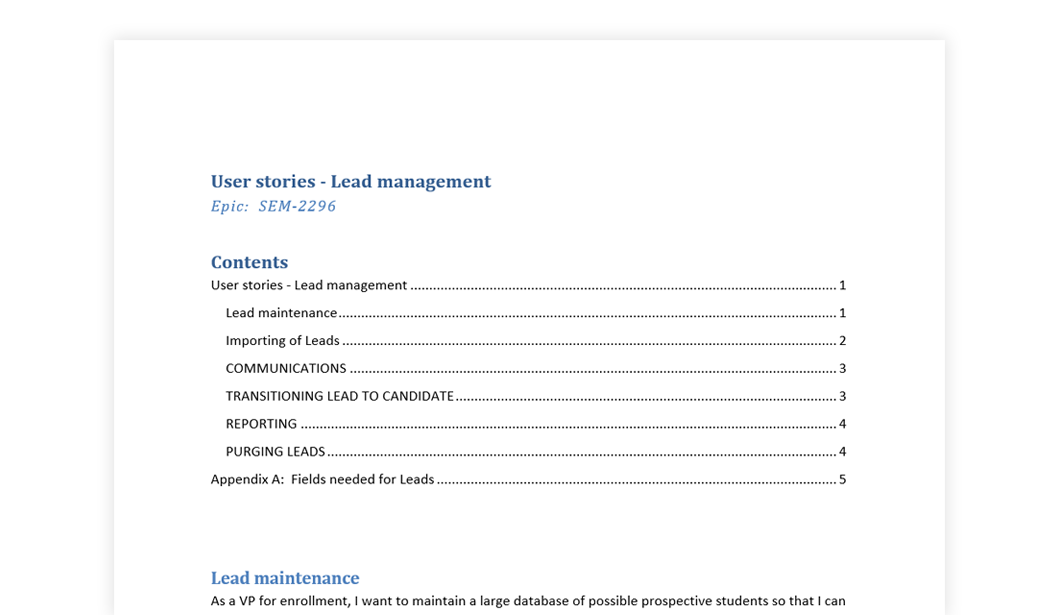 User stories - Lead management
Epic:  SEM-2296
Contents
User stories - Lead management ........................................ 1
Lead maintenance ........................................ 1
Importing of Leads ........................................ 2
COMMUNICATIONS ........................................ 3
TRANSITIONING LEAD TO CANDIDATE ........................................ 3
REPORTING ........................................ 4
PURGING LEADS ........................................ 4
Appendix A:  Fields needed for Leads ........................................ 5
Lead maintenance
As a VP for enrollment, I want to maintain a large database of possible prospective students so that I can